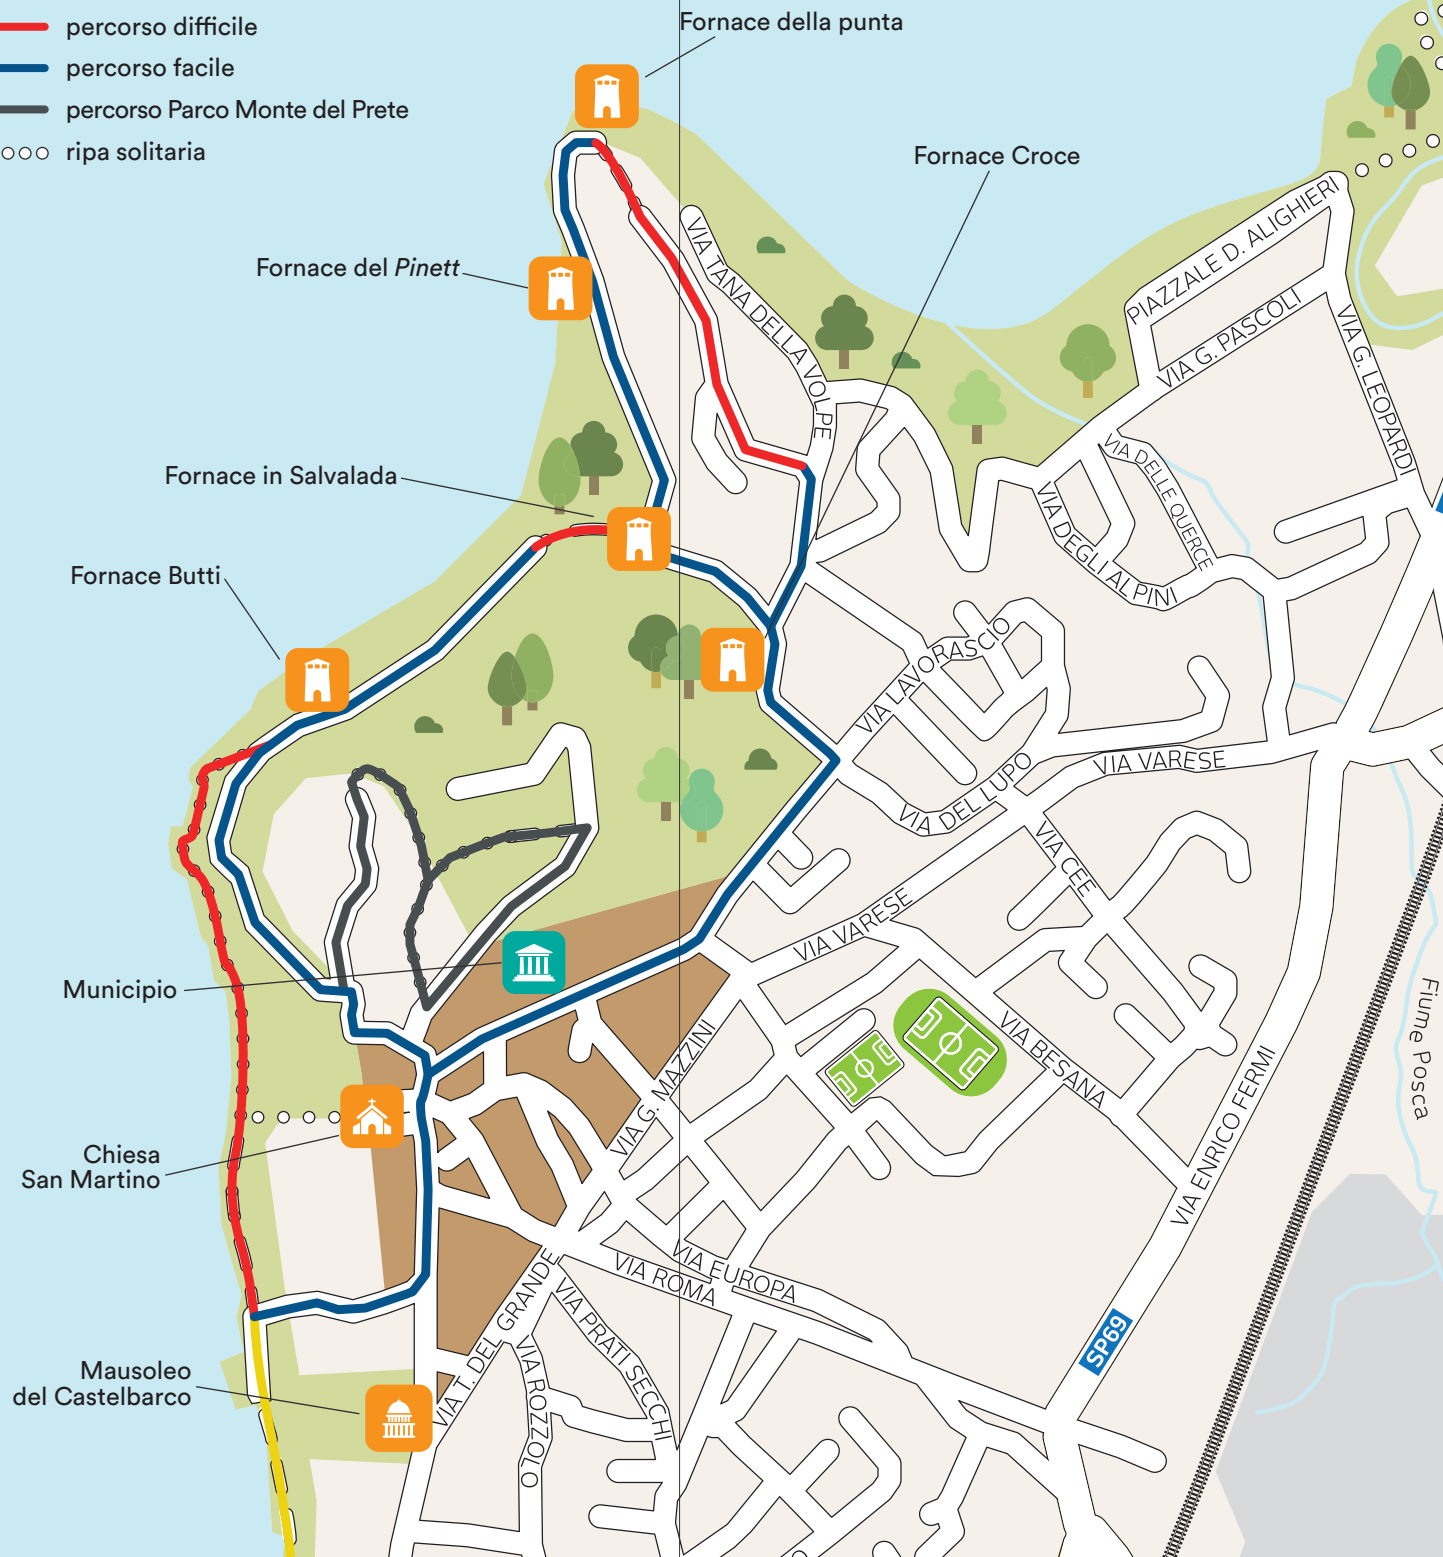 percorso difficile
percorso facile
percorso Parco Monte del Prete
ripa solitaria
Fornace della punta
Fornace Croce
Fornace del Pinett
Fornace in Salvalada
Fornace Butti
Municipio
Chiesa
San Martino
Mausoleo
del Castelbarco
VIA TANA DELLA VOLPE
PIAZZALE D. ALIGHIERI
VIA G. PASCOLI
VIA G. LEOPARDI
VIA DELLE QUERCE
VIA DEGLI ALPINI
VIA LAVORASCIO
VIA DEL LUPO
VIA VARESE
VIA CEE
VIA VARESE
VIA BESANA
VIA G. MAZZINI
VIA ENRICO FERMI
Fiume Posca
VIA EUROPA
VIA ROMA
VIA T. DEL GRANDE
VIA PRATI SECCHI
VIA ROZZOLO
SP69